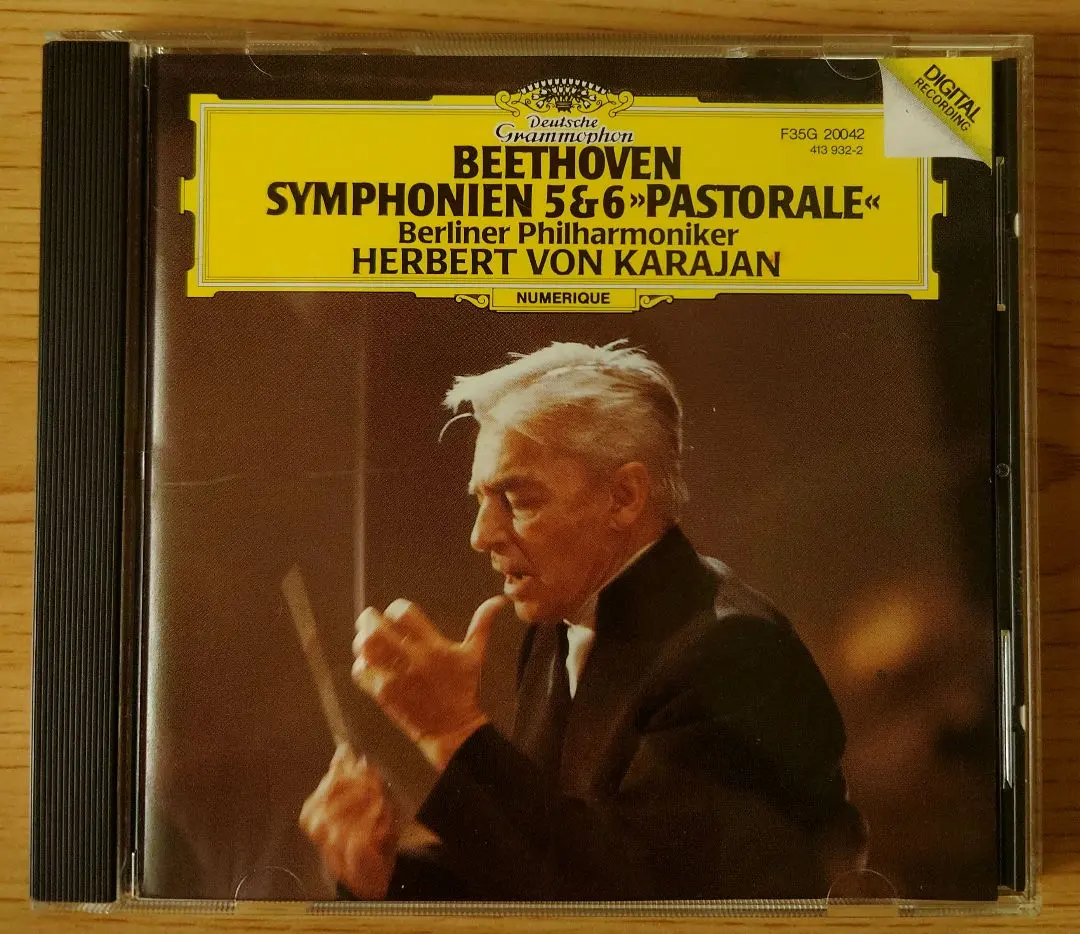 DIGITAL
RECORDING
Deutsche
Grammophon
F35G 20042
413 932-2
BEETHOVEN
SYMPHONIEN 5&6 »PASTORALE«
Berliner Philharmoniker
HERBERT VON KARAJAN
NUMERIQUE